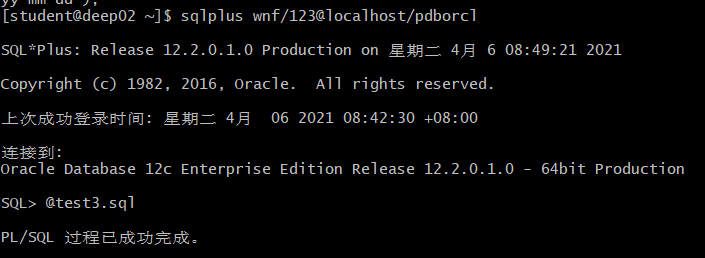 [student@deep02 ~]$ sqlplus wnf/123@localhost/pdborcl
SQL*Plus: Release 12.2.0.1.0 Production on 星期二 4月 6 08:49:21 2021
Copyright (c) 1982, 2016, Oracle.  All rights reserved.
上次成功登录时间: 星期二 4月  06 2021 08:42:30 +08:00
连接到:
Oracle Database 12c Enterprise Edition Release 12.2.0.1.0 - 64bit Production
SQL> @test3.sql
PL/SQL 过程已成功完成。